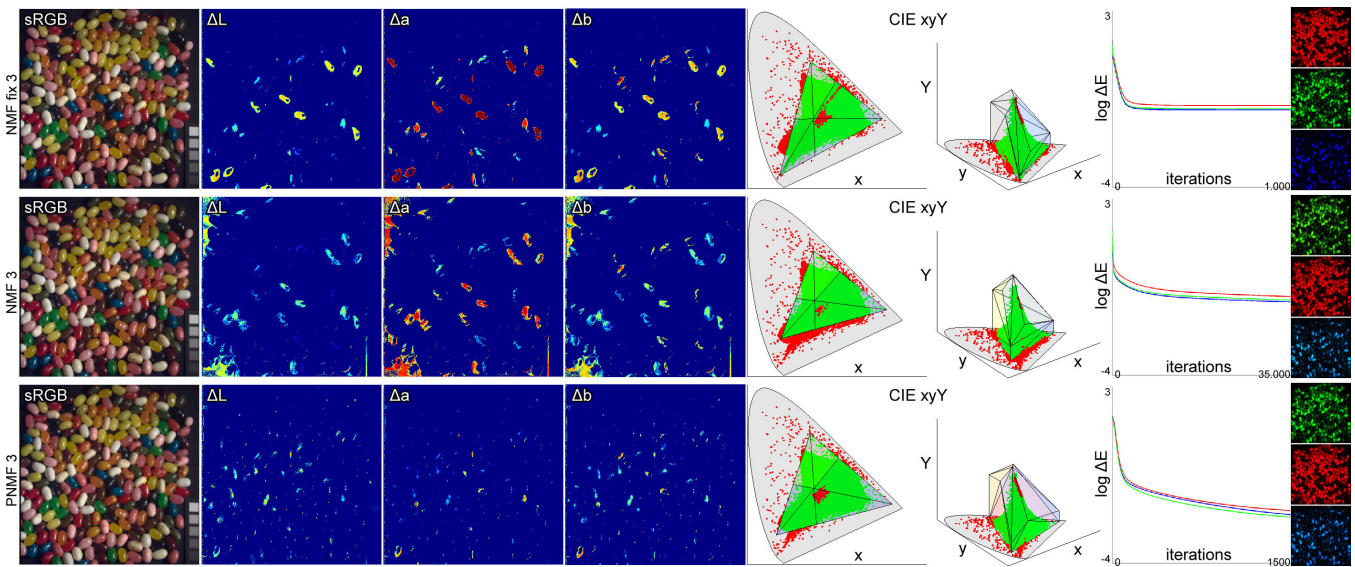 NMF fix 3
sRGB
ΔL
Δa
Δb
CIE xyY
x
Y
y
x
3
log ΔE
-4
0
iterations
1.000
NMF 3
sRGB
ΔL
Δa
Δb
CIE xyY
x
Y
y
x
3
log ΔE
-4
0
iterations
35.000
PNMF 3
sRGB
ΔL
Δa
Δb
CIE xyY
x
Y
y
x
3
log ΔE
-4
0
iterations
1500